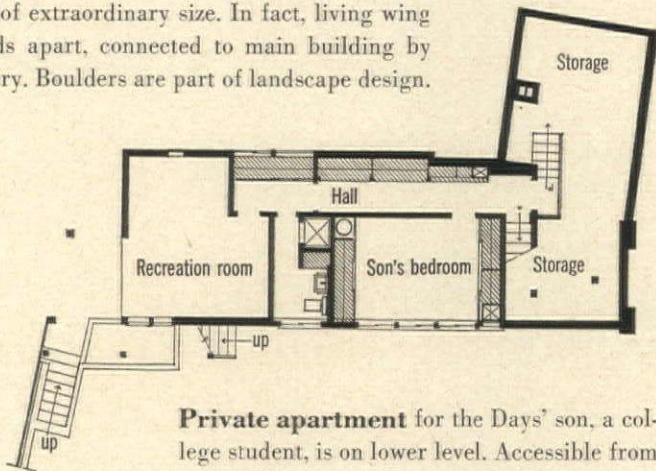 of extraordinary size. In fact, living wing
ds apart, connected to main building by
ry. Boulders are part of landscape design.
Storage
Hall
Recreation room
Son's bedroom
Storage
up
up
Private apartment for the Days' son, a col-
lege student, is on lower level. Accessible from